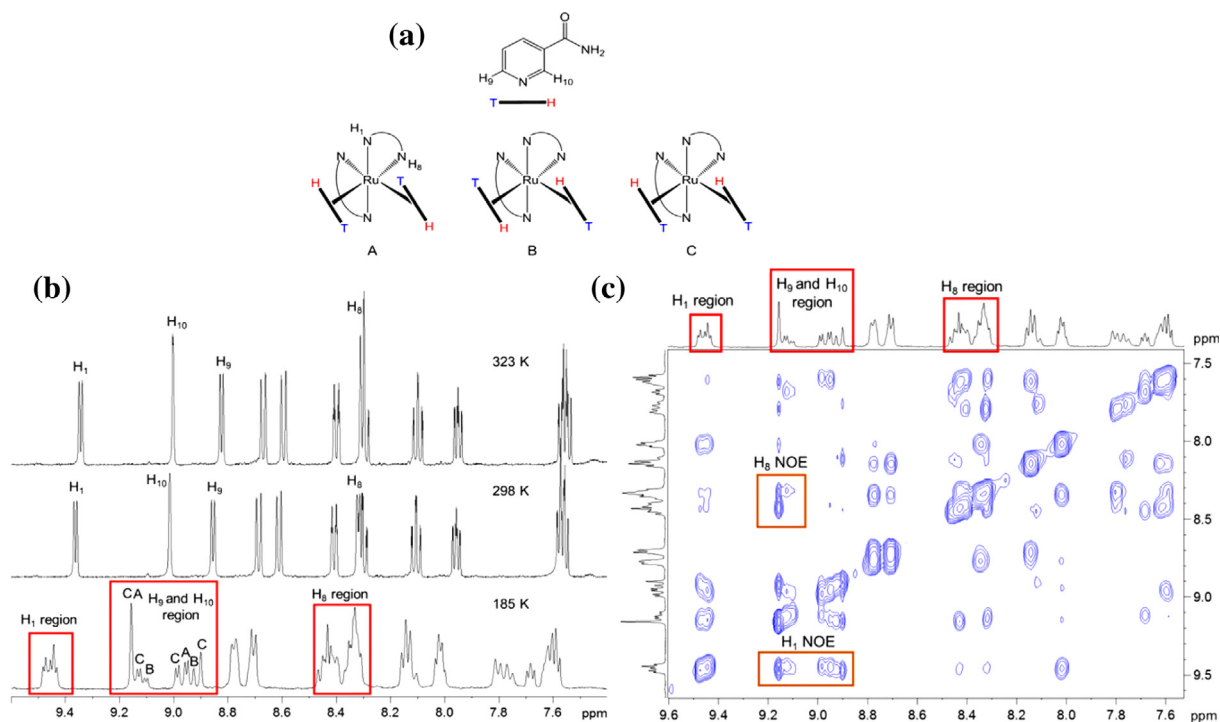 (a)
O
NH₂
H₉ N H₁₀
T H
H₁
N N N N N N
N H₈ N N
H Ru T Ru H H Ru H
T N H T N T N
H T T
A B C
(b)
H₈
H₁₀
H₁ H₉
323 K
H₁ H₁₀ H₉ H₈
298 K
185 K
H₁ region
CA H₉ and H₁₀ region
C B C A B C
H₈ region
9.4 9.2 9.0 8.8 8.6 8.4 8.2 8.0 7.8 7.6 ppm
(c)
H₁ region
H₉ and H₁₀ region
H₈ region
ppm
7.5
8.0
8.5
9.0
9.5
H₈ NOE
H₁ NOE
9.6 9.4 9.2 9.0 8.8 8.6 8.4 8.2 8.0 7.8 7.6 ppm